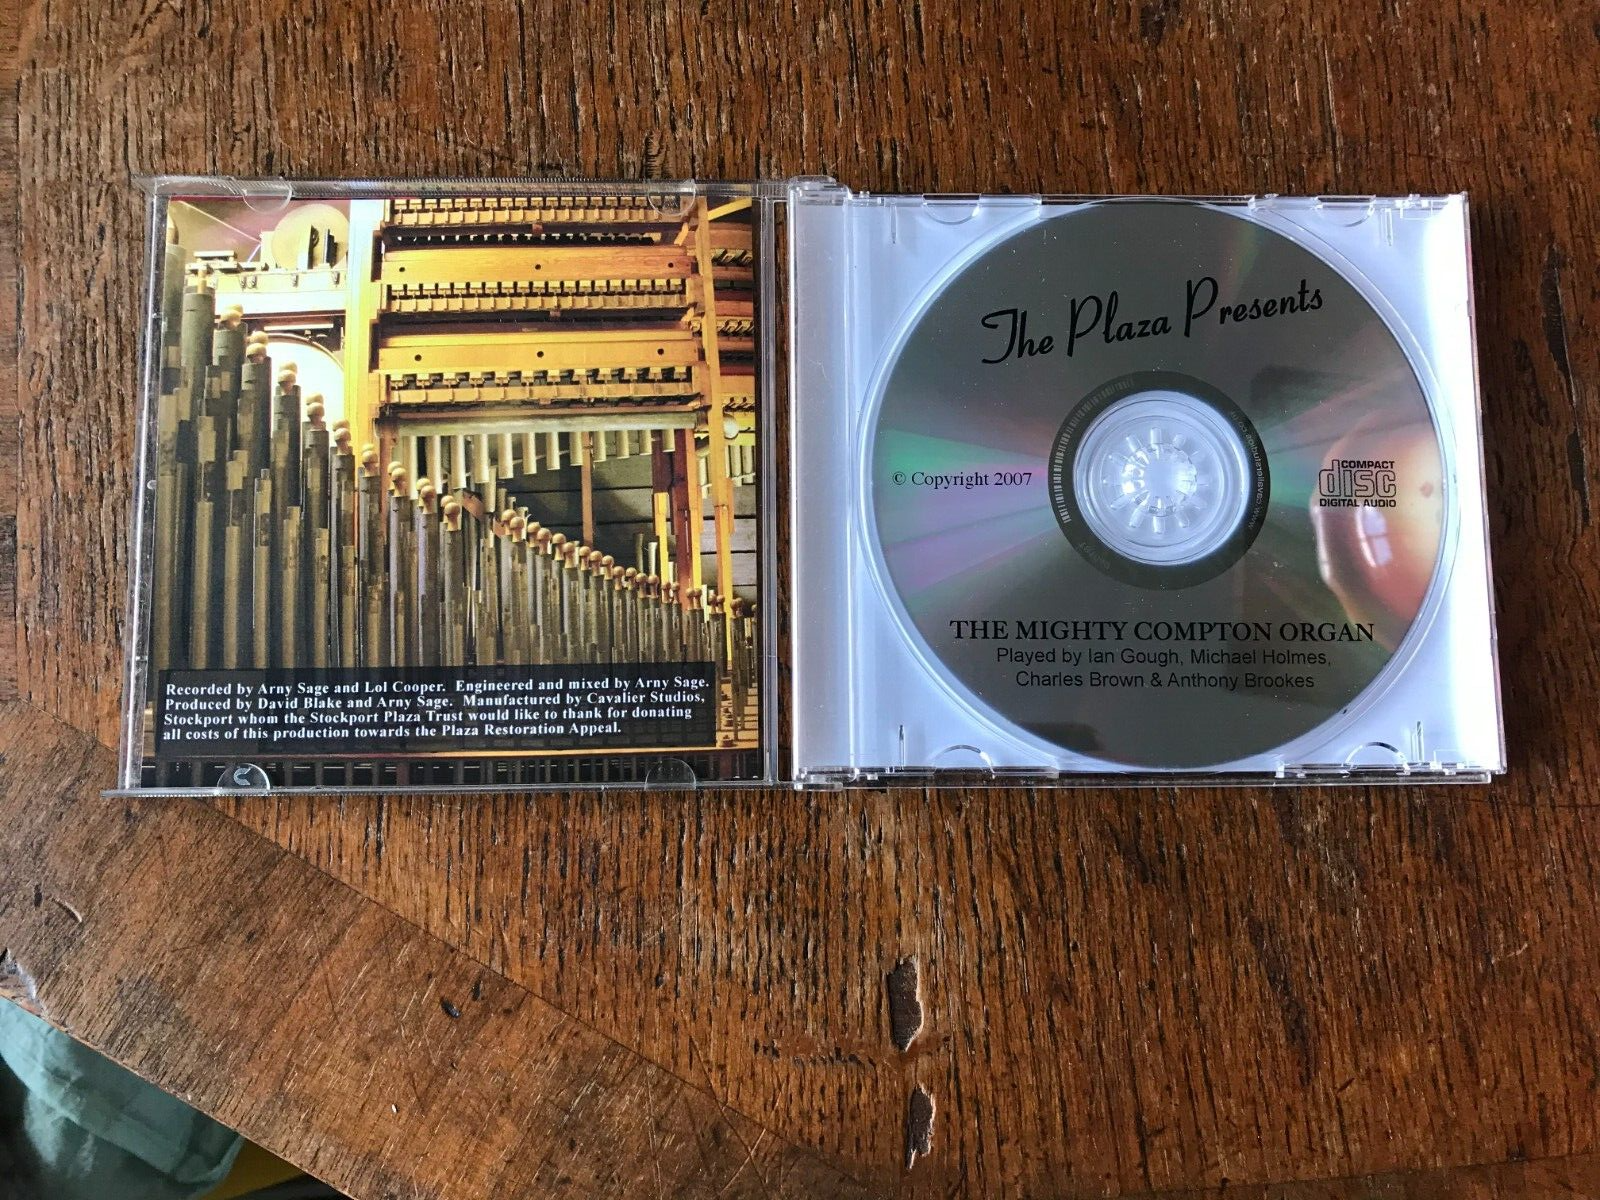 Recorded by Arny Sage and Lol Cooper. Engineered and mixed by Arny Sage.
Produced by David Blake and Arny Sage. Manufactured by Cavalier Studios,
Stockport whom the Stockport Plaza Trust would like to thank for donating
all costs of this production towards the Plaza Restoration Appeal.
The Plaza Presents
© Copyright 2007
COMPACT
disc
DIGITAL AUDIO
THE MIGHTY COMPTON ORGAN
Played by Ian Gough, Michael Holmes,
Charles Brown & Anthony Brookes